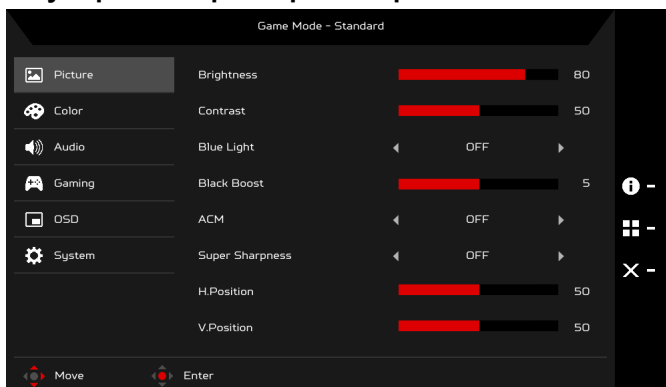 Game Mode - Standard
Picture
Brightness 80
Color
Contrast 50
Audio
Blue Light OFF
Gaming
Black Boost 5
OSD
ACM OFF
System
Super Sharpness OFF
H.Position 50
V.Position 50
Move Enter